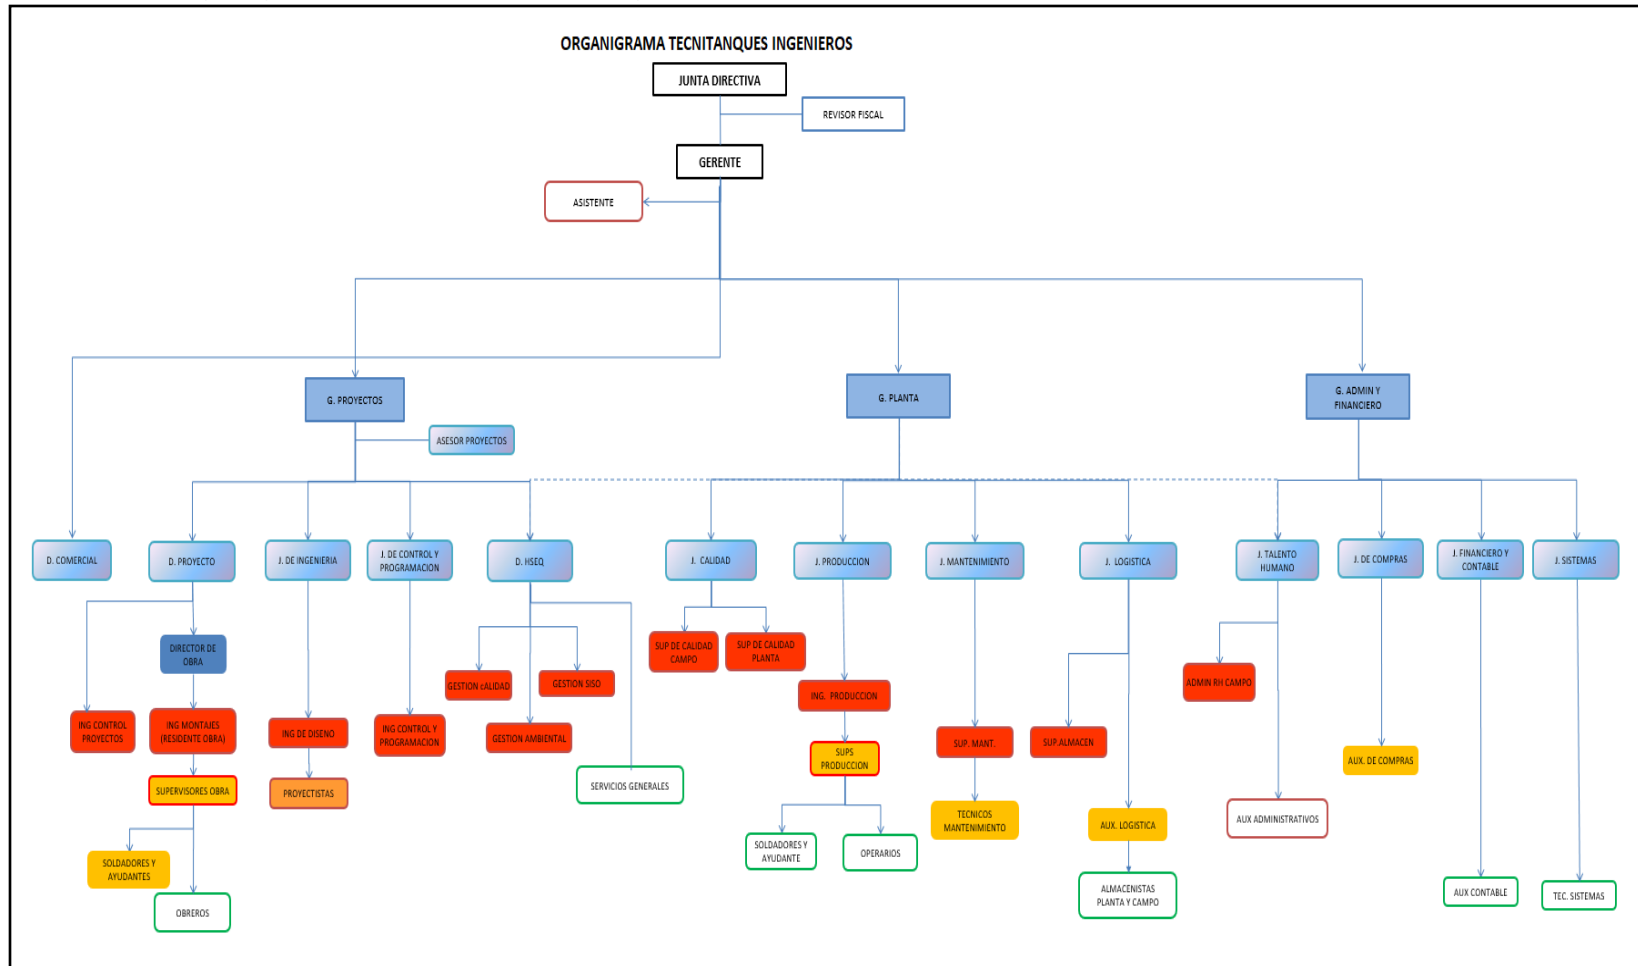 ORGANIGRAMA TECNITANQUES INGENIEROS
JUNTA DIRECTIVA
REVISOR FISCAL
GERENTE
ASISTENTE
G. PROYECTOS
G. PLANTA
G. ADMIN Y
FINANCIERO
ASESOR PROYECTOS
D. COMERCIAL
D. PROYECTO
J. DE INGENIERIA
J. DE CONTROL Y
PROGRAMACION
D. HSEQ
J. CALIDAD
J. PRODUCCION
J. MANTENIMIENTO
J. LOGISTICA
J. TALENTO
HUMANO
J. DE COMPRAS
J. FINANCIERO Y
CONTABLE
J. SISTEMAS
DIRECTOR DE
OBRA
SUP DE CALIDAD
CAMPO
SUP DE CALIDAD
PLANTA
GESTION cALIDAD
GESTION SISO
ING. PRODUCCION
ADMIN RH CAMPO
ING CONTROL
PROYECTOS
ING MONTAJES
(RESIDENTE OBRA)
ING DE DISENO
ING CONTROL Y
PROGRAMACION
GESTION AMBIENTAL
SUP. MANT.
SUP.ALMACEN
SUPS
PRODUCCION
AUX. DE COMPRAS
SUPERVISORES OBRA
PROYECTISTAS
SERVICIOS GENERALES
TECNICOS
MANTENIMIENTO
AUX. LOGISTICA
AUX ADMINISTRATIVOS
SOLDADORES Y
AYUDANTES
SOLDADORES Y
AYUDANTE
OPERARIOS
OBREROS
ALMACENISTAS
PLANTA Y CAMPO
AUX CONTABLE
TEC. SISTEMAS